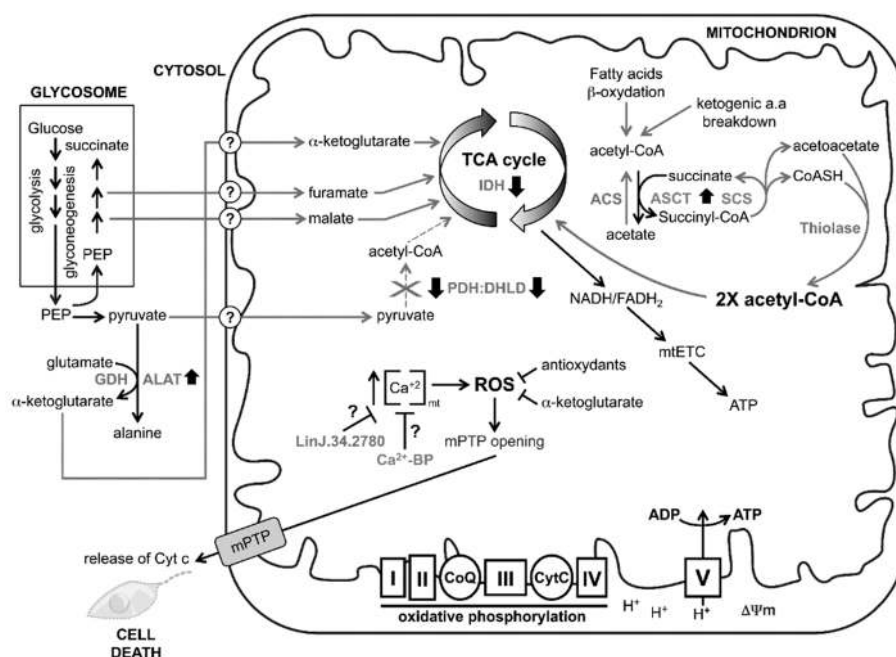 MITOCHONDRION
CYTOSOL
GLYCOSOME
Glucose
succinate
glycolysis
glyconeogenesis
PEP
PEP
pyruvate
glutamate
GDH
ALAT
α-ketoglutarate
alanine
?
α-ketoglutarate
?
furamate
?
malate
?
pyruvate
acetyl-CoA
PDH:DHLD
TCA cycle
IDH
Fatty acids
β-oxydation
ketogenic a.a
breakdown
acetyl-CoA
ACS
acetate
succinate
ASCT
SCS
Succinyl-CoA
acetoacetate
CoASH
Thiolase
2X acetyl-CoA
NADH/FADH₂
mtETC
ATP
Ca⁺²
mt
ROS
antioxydants
α-ketoglutarate
?
LinJ.34.2780
?
Ca²⁺-BP
mPTP opening
mPTP
release of Cyt c
CELL
DEATH
I
II
CoQ
III
CytC
IV
V
oxidative phosphorylation
ADP
ATP
H⁺
H⁺
H⁺
ΔΨm